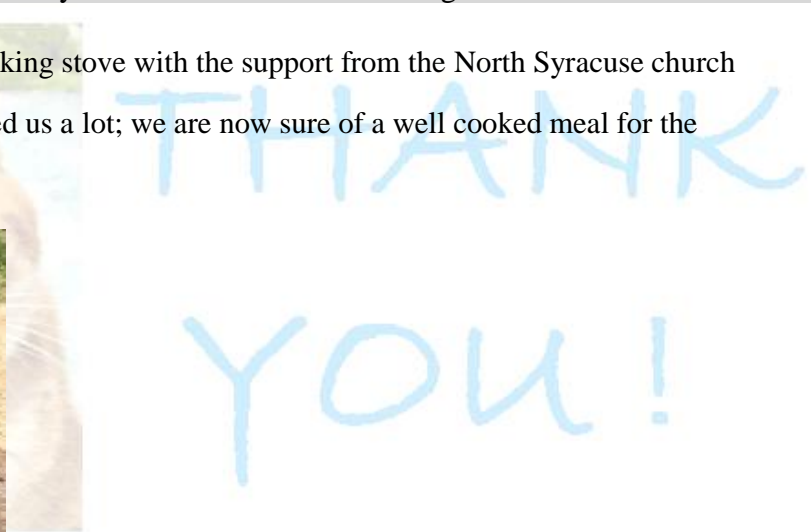 king stove with the support from the North Syracuse church
ed us a lot; we are now sure of a well cooked meal for the
THANK
YOU!